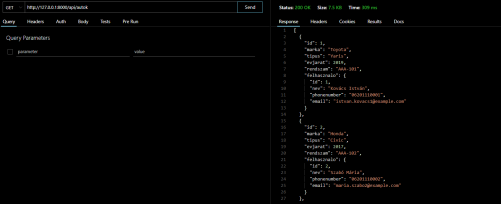 GET http://127.0.0.1:8000/api/autok Send
Query Headers Auth Body Tests Pre Run
Query Parameters
parameter value
Status: 200 OK Size: 7.5 KB Time: 309 ms
Response Headers Cookies Results Docs
1 [
2 {
3 "id": 1,
4 "marka": "Toyota",
5 "tipus": "Yaris",
6 "evjarat": 2019,
7 "rendszam": "AAA-101",
8 "felhasznalo": {
9 "id": 1,
10 "nev": "Kovács István",
11 "phonenumber": "06201110001",
12 "email": "istvan.kovacs1@example.com"
13 }
14 },
15 {
16 "id": 2,
17 "marka": "Honda",
18 "tipus": "Civic",
19 "evjarat": 2017,
20 "rendszam": "AAA-102",
21 "felhasznalo": {
22 "id": 2,
23 "nev": "Szabó Mária",
24 "phonenumber": "06201110002",
25 "email": "maria.szabo2@example.com"
26 }
27 },